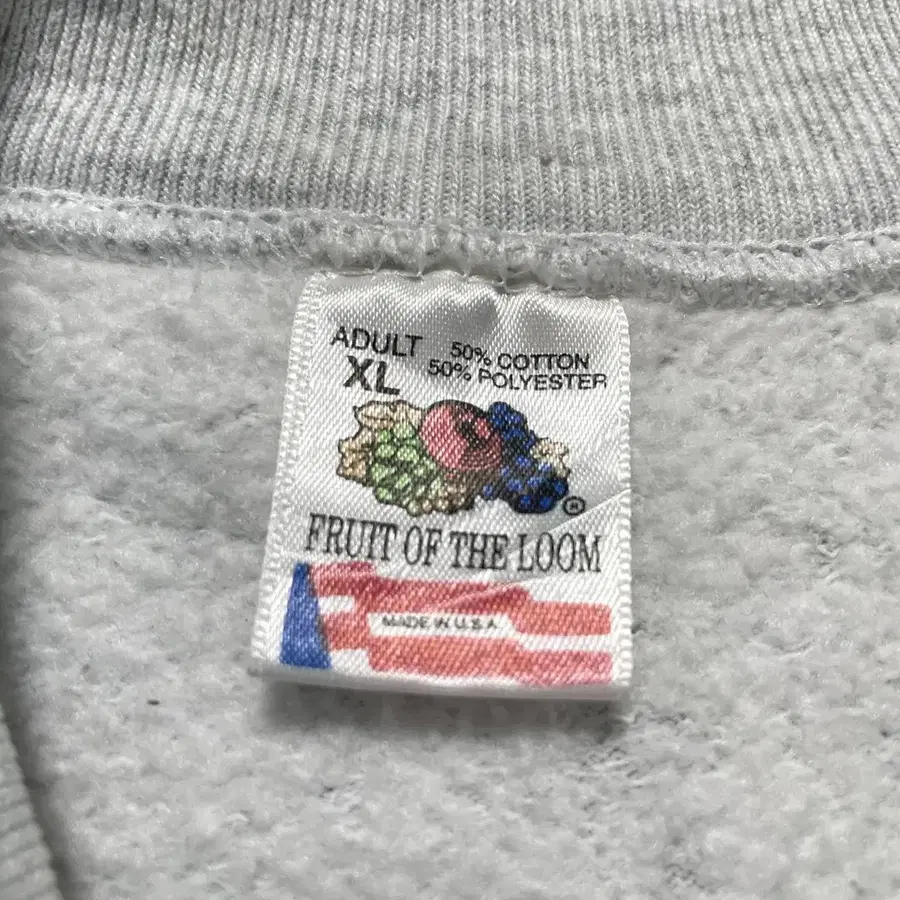 ADULT
XL
50% COTTON
50% POLYESTER
®
FRUIT OF THE LOOM
MADE IN U.S.A.